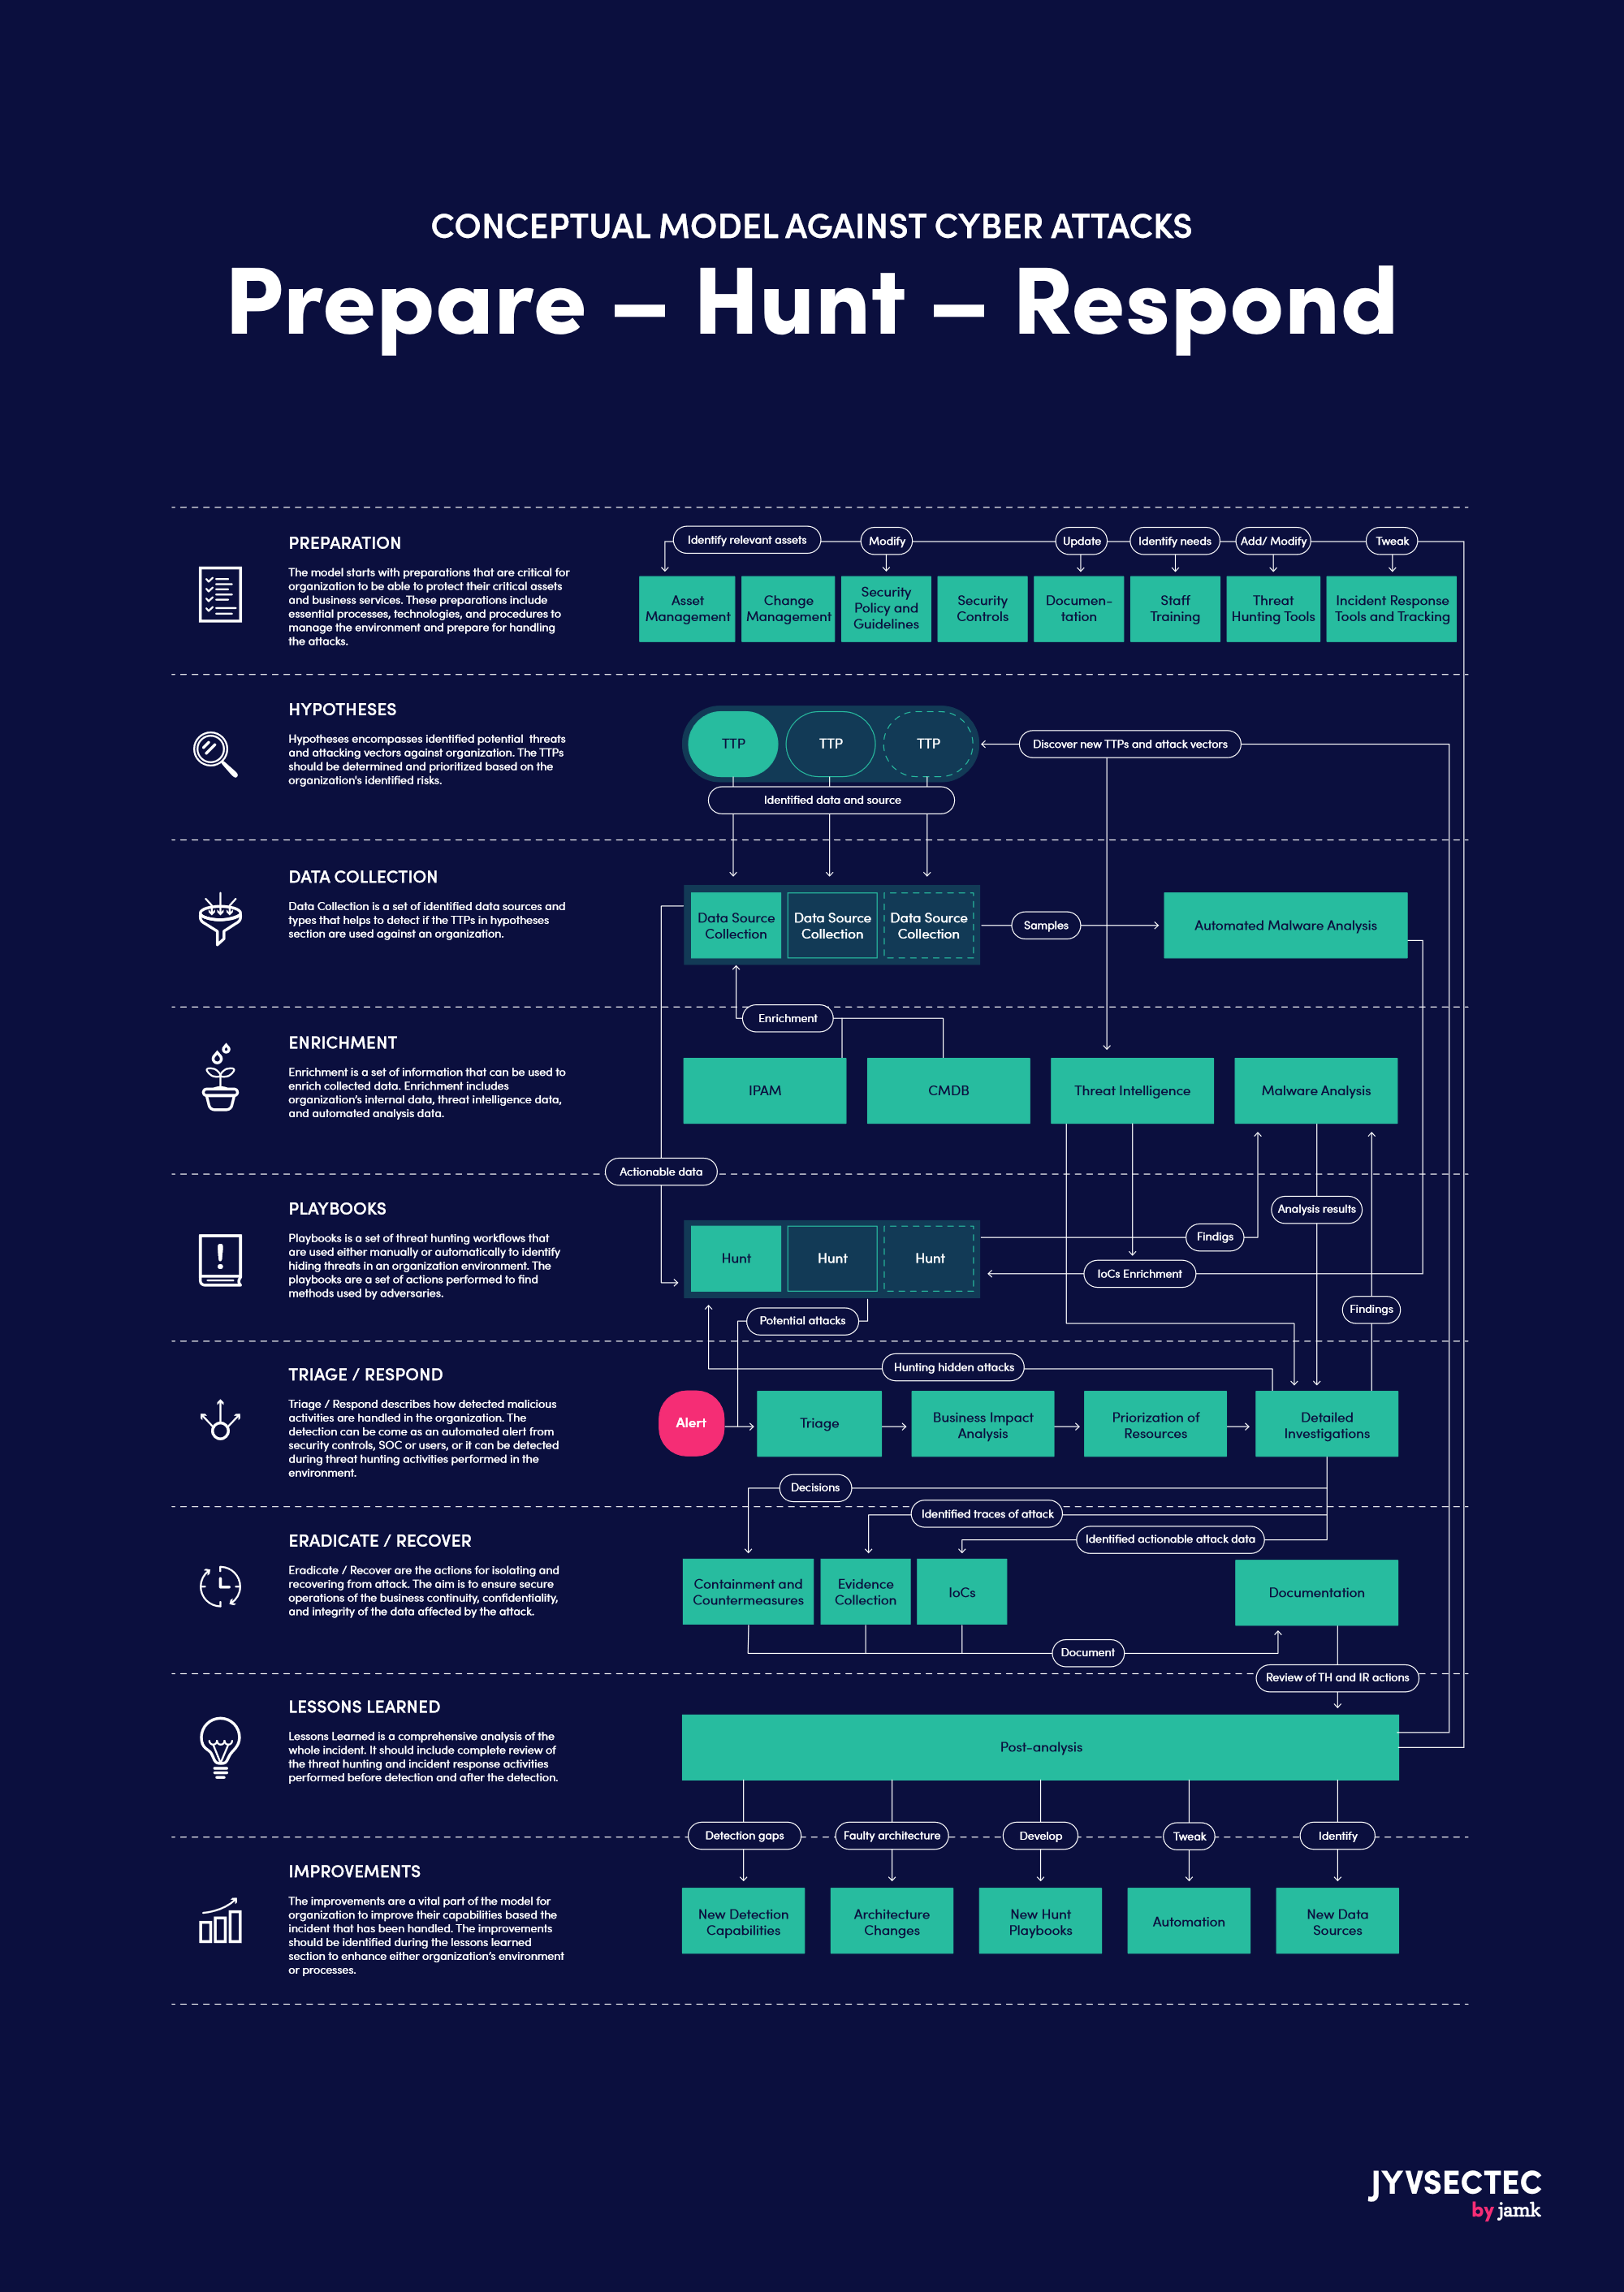 CONCEPTUAL MODEL AGAINST CYBER ATTACKS
Prepare – Hunt – Respond
PREPARATION
The model starts with preparations that are critical for
organization to be able to protect their critical assets
and business services. These preparations include
essential processes, technologies, and procedures to
manage the environment and prepare for handling
the attacks.
Identify relevant assets
Modify
Update
Identify needs
Add/ Modify
Tweak
Asset
Management
Change
Management
Security
Policy and
Guidelines
Security
Controls
Documen-
tation
Staff
Training
Threat
Hunting Tools
Incident Response
Tools and Tracking
HYPOTHESES
Hypotheses encompasses identified potential threats
and attacking vectors against organization. The TTPs
should be determined and prioritized based on the
organization's identified risks.
TTP
TTP
TTP
Discover new TTPs and attack vectors
Identified data and source
DATA COLLECTION
Data Collection is a set of identified data sources and
types that helps to detect if the TTPs in hypotheses
section are used against an organization.
Data Source
Collection
Data Source
Collection
Data Source
Collection
Samples
Automated Malware Analysis
Enrichment
ENRICHMENT
Enrichment is a set of information that can be used to
enrich collected data. Enrichment includes
organization's internal data, threat intelligence data,
and automated analysis data.
IPAM
CMDB
Threat Intelligence
Malware Analysis
Actionable data
PLAYBOOKS
Playbooks is a set of threat hunting workflows that
are used either manually or automatically to identify
hiding threats in an organization environment. The
playbooks are a set of actions performed to find
methods used by adversaries.
Analysis results
Findigs
Hunt
Hunt
Hunt
IoCs Enrichment
Findings
Potential attacks
TRIAGE / RESPOND
Triage / Respond describes how detected malicious
activities are handled in the organization. The
detection can be come as an automated alert from
security controls, SOC or users, or it can be detected
during threat hunting activities performed in the
environment.
Hunting hidden attacks
Alert
Triage
Business Impact
Analysis
Priorization of
Resources
Detailed
Investigations
Decisions
Identified traces of attack
Identified actionable attack data
ERADICATE / RECOVER
Eradicate / Recover are the actions for isolating and
recovering from attack. The aim is to ensure secure
operations of the business continuity, confidentiality,
and integrity of the data affected by the attack.
Containment and
Countermeasures
Evidence
Collection
IoCs
Documentation
Document
Review of TH and IR actions
LESSONS LEARNED
Lessons Learned is a comprehensive analysis of the
whole incident. It should include complete review of
the threat hunting and incident response activities
performed before detection and after the detection.
Post-analysis
Detection gaps
Faulty architecture
Develop
Tweak
Identify
IMPROVEMENTS
The improvements are a vital part of the model for
organization to improve their capabilities based the
incident that has been handled. The improvements
should be identified during the lessons learned
section to enhance either organization's environment
or processes.
New Detection
Capabilities
Architecture
Changes
New Hunt
Playbooks
Automation
New Data
Sources
JYVSECTEC
by jamk